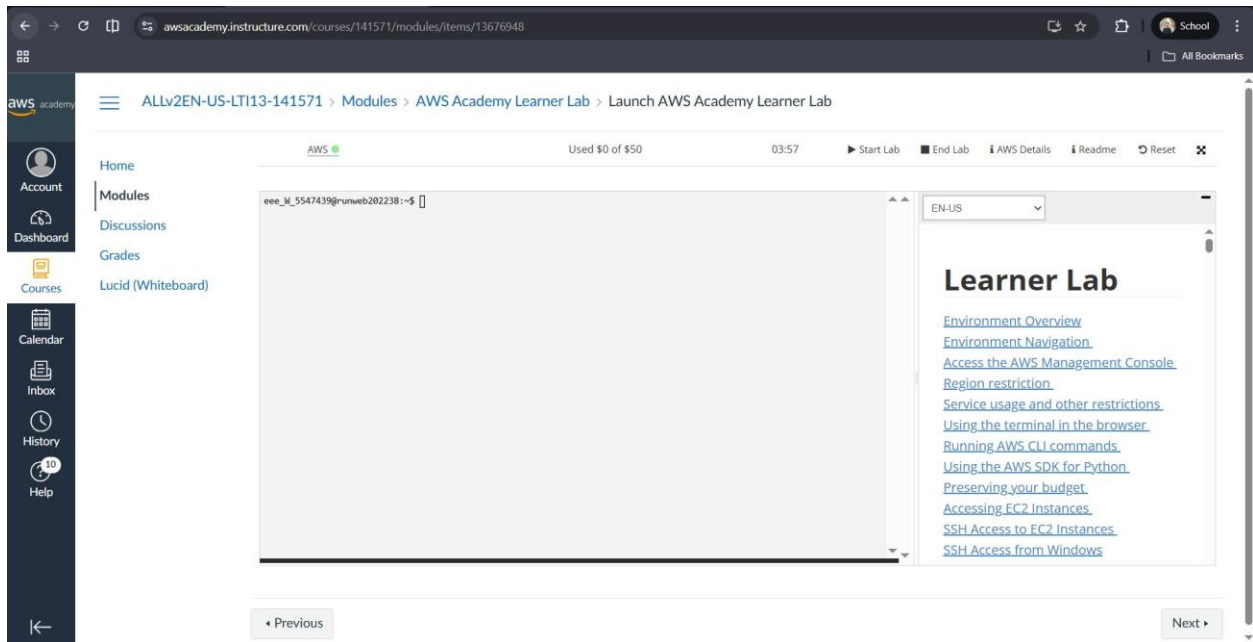 awsacademy.instructure.com/courses/141571/modules/items/13676948
School
All Bookmarks
aws academy
ALLv2EN-US-LTI13-141571 > Modules > AWS Academy Learner Lab > Launch AWS Academy Learner Lab
Account
Dashboard
Courses
Calendar
Inbox
History
10
Help
Home
Modules
Discussions
Grades
Lucid (Whiteboard)
AWS
Used $0 of $50
03:57
Start Lab
End Lab
AWS Details
Readme
Reset
eee_W_5547439@runweb202238:~$
EN-US
Learner Lab
Environment Overview
Environment Navigation
Access the AWS Management Console
Region restriction
Service usage and other restrictions
Using the terminal in the browser
Running AWS CLI commands
Using the AWS SDK for Python
Preserving your budget
Accessing EC2 Instances
SSH Access to EC2 Instances
SSH Access from Windows
Previous
Next